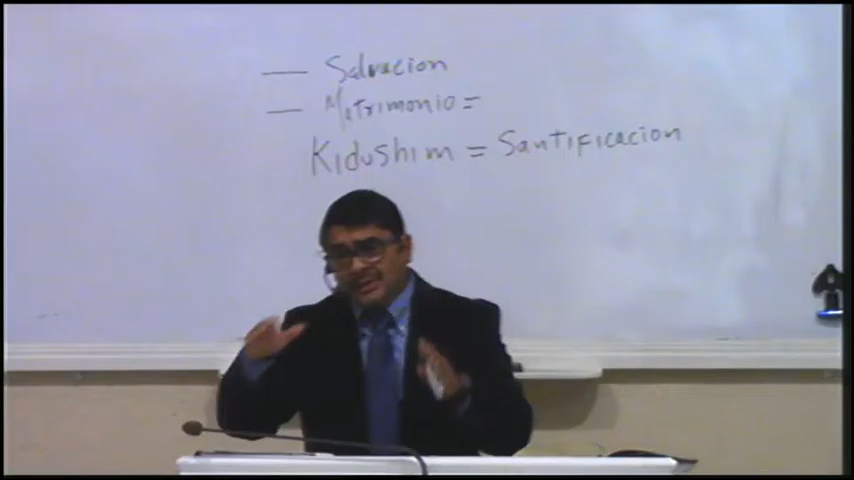 — Salvacion
— Matrimonio =
Kidushim = Santificacion